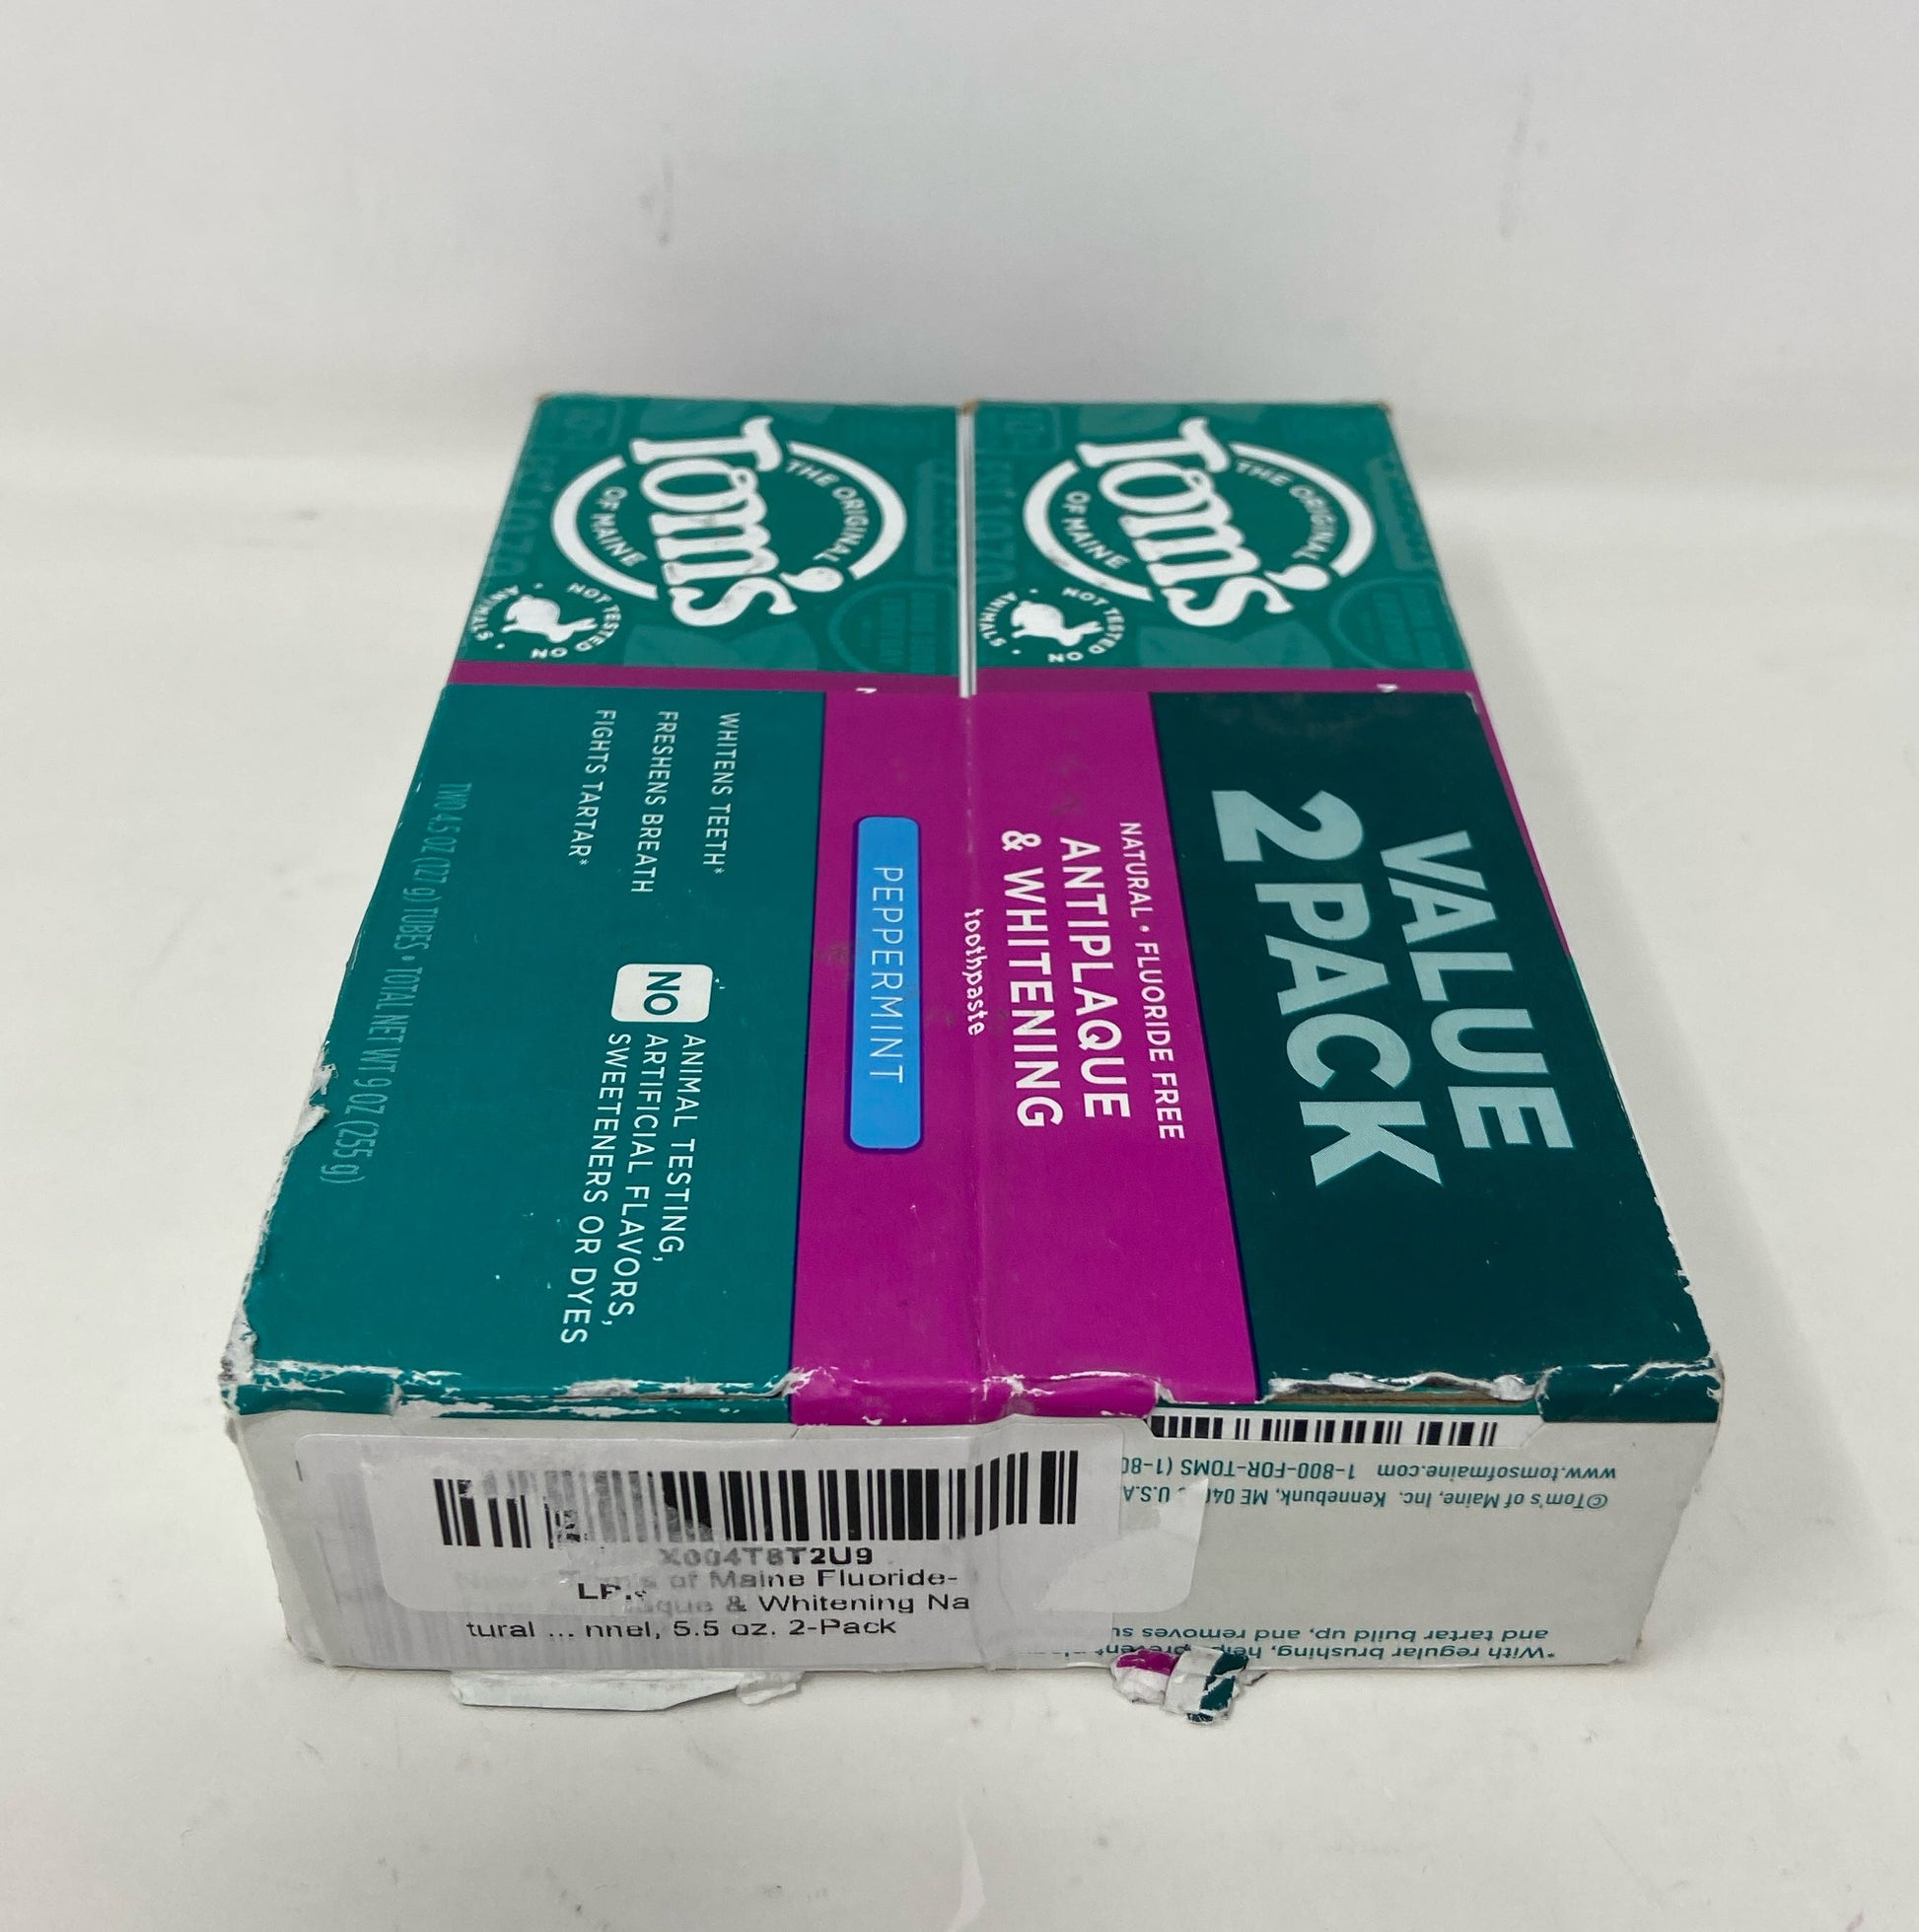 THE ORIGINAL
Tom's
OF MAINE
NOT TESTED ON ANIMALS
THE ORIGINAL
Tom's
OF MAINE
NOT TESTED ON ANIMALS
VALUE
2 PACK
NATURAL • FLUORIDE FREE
ANTIPLAQUE
& WHITENING
toothpaste
PEPPERMINT
WHITENS TEETH*
FRESHENS BREATH
FIGHTS TARTAR*
NO
ANIMAL TESTING,
ARTIFICIAL FLAVORS,
SWEETENERS OR DYES
TWO 4.5 OZ (127 g) TUBES • TOTAL NET WT 9 OZ (255 g)
X004T8T2U9
of Maine Fluoride-
& Whitening Na
tural ... nnel, 5.5 oz. 2-Pack
*With regular brushing, helps prevent
and tartar build up, and removes
©Tom's of Maine, Inc. Kennebunk, ME U.S.A.
www.tomsofmaine.com 1-800-FOR-TOMS